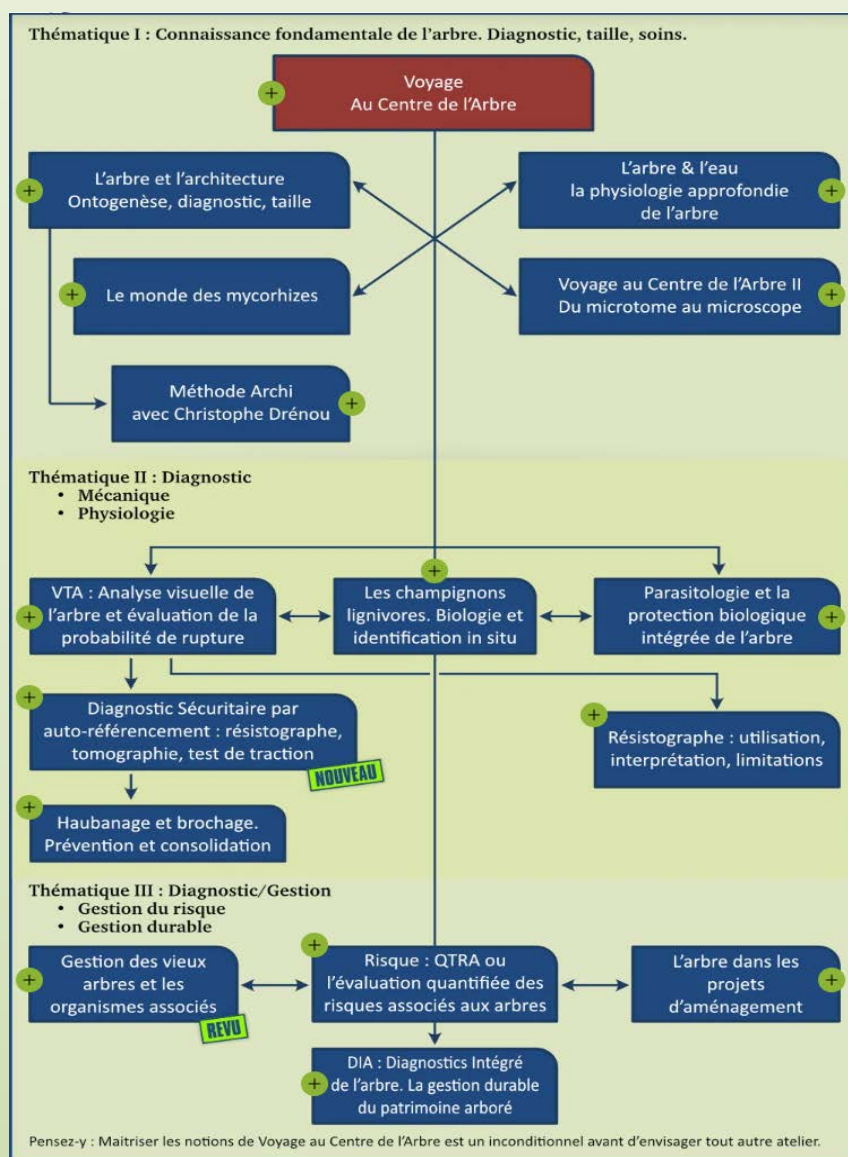 Thématique I : Connaissance fondamentale de l'arbre. Diagnostic, taille, soins.
Voyage
Au Centre de l'Arbre
L'arbre et l'architecture
Ontogenèse, diagnostic, taille
L'arbre & l'eau
la physiologie approfondie
de l'arbre
Le monde des mycorhizes
Voyage au Centre de l'Arbre II
Du microtome au microscope
Méthode Archi
avec Christophe Drénou
Thématique II : Diagnostic
• Mécanique
• Physiologie
VTA : Analyse visuelle de
l'arbre et évaluation de la
probabilité de rupture
Les champignons
lignivores. Biologie et
identification in situ
Parasitologie et la
protection biologique
intégrée de l'arbre
Diagnostic Sécuritaire par
auto-référencement : résistographe,
tomographie, test de traction
NOUVEAU
Résistographe : utilisation,
interprétation, limitations
Haubanage et brochage.
Prévention et consolidation
Thématique III : Diagnostic/Gestion
• Gestion du risque
• Gestion durable
Gestion des vieux
arbres et les
organismes associés
REVU
Risque : QTRA ou
l'évaluation quantifiée des
risques associés aux arbres
L'arbre dans les
projets
d'aménagement
DIA : Diagnostics Intégré
de l'arbre. La gestion durable
du patrimoine arboré
Pensez-y : Maitriser les notions de Voyage au Centre de l'Arbre est un inconditionnel avant d'envisager tout autre atelier.